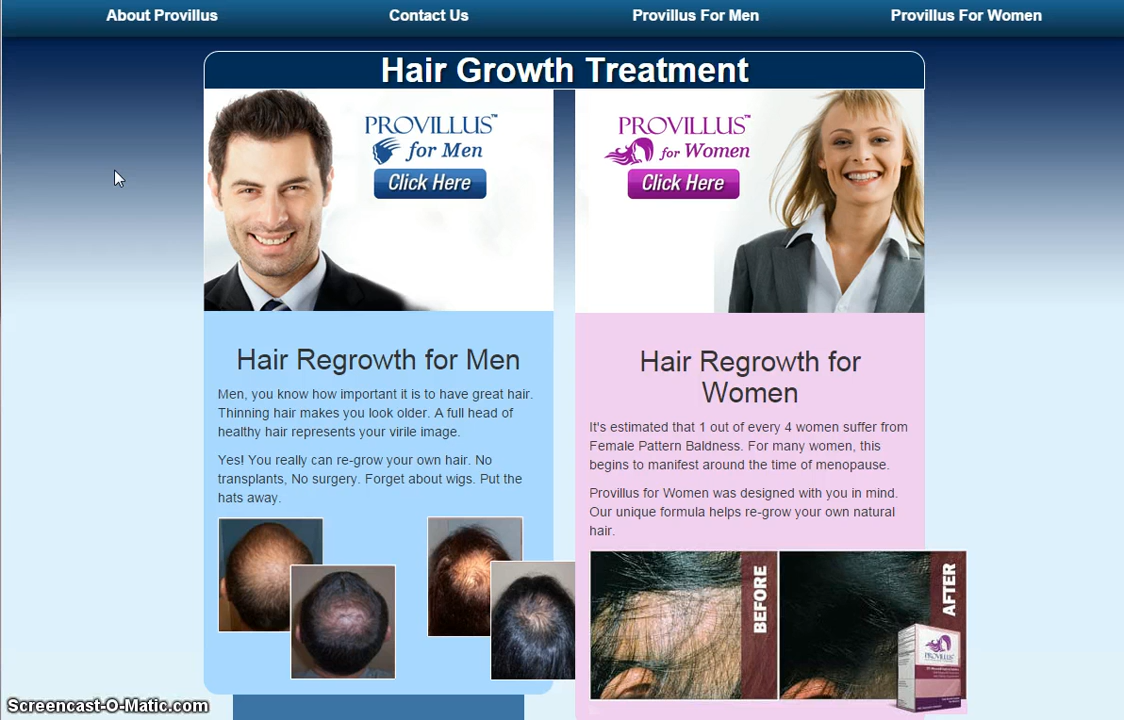 About Provillus
Contact Us
Provillus For Men
Provillus For Women
Hair Growth Treatment
PROVILLUS™
for Men
Click Here
PROVILLUS™
for Women
Click Here
Hair Regrowth for Men
Men, you know how important it is to have great hair.
Thinning hair makes you look older. A full head of
healthy hair represents your virile image.
Yes! You really can re-grow your own hair. No
transplants, No surgery. Forget about wigs. Put the
hats away.
Hair Regrowth for
Women
It's estimated that 1 out of every 4 women suffer from
Female Pattern Baldness. For many women, this
begins to manifest around the time of menopause.
Provillus for Women was designed with you in mind.
Our unique formula helps re-grow your own natural
hair.
BEFORE
AFTER
PROVILLUS
Screencast-O-Matic.com